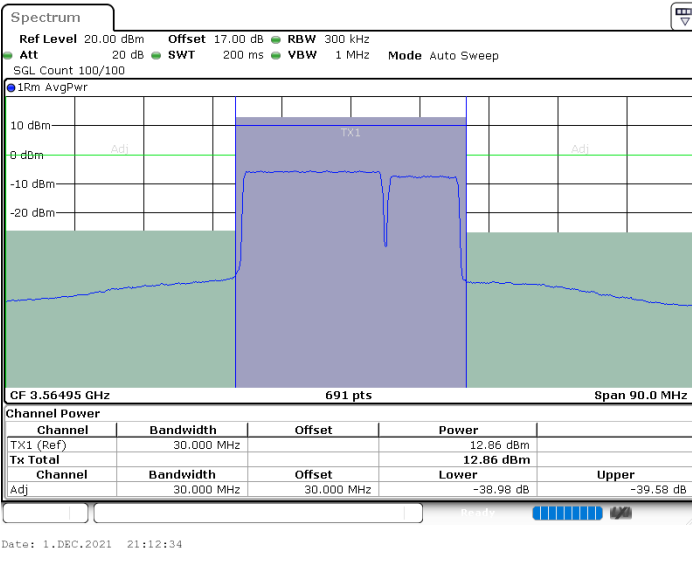 Spectrum
Ref Level 20.00 dBm Offset 17.00 dB RBW 300 kHz
Att 20 dB SWT 200 ms VBW 1 MHz Mode Auto Sweep
SGL Count 100/100
1Rm AvgPwr
10 dBm
TX1
Adj Adj
0 dBm
-10 dBm
-20 dBm
CF 3.56495 GHz 691 pts Span 90.0 MHz
Channel Power
Channel Bandwidth Offset Power
TX1 (Ref) 30.000 MHz 12.86 dBm
Tx Total 12.86 dBm
Channel Bandwidth Offset Lower Upper
Adj 30.000 MHz 30.000 MHz -38.98 dB -39.58 dB
Ready
Date: 1.DEC.2021 21:12:34